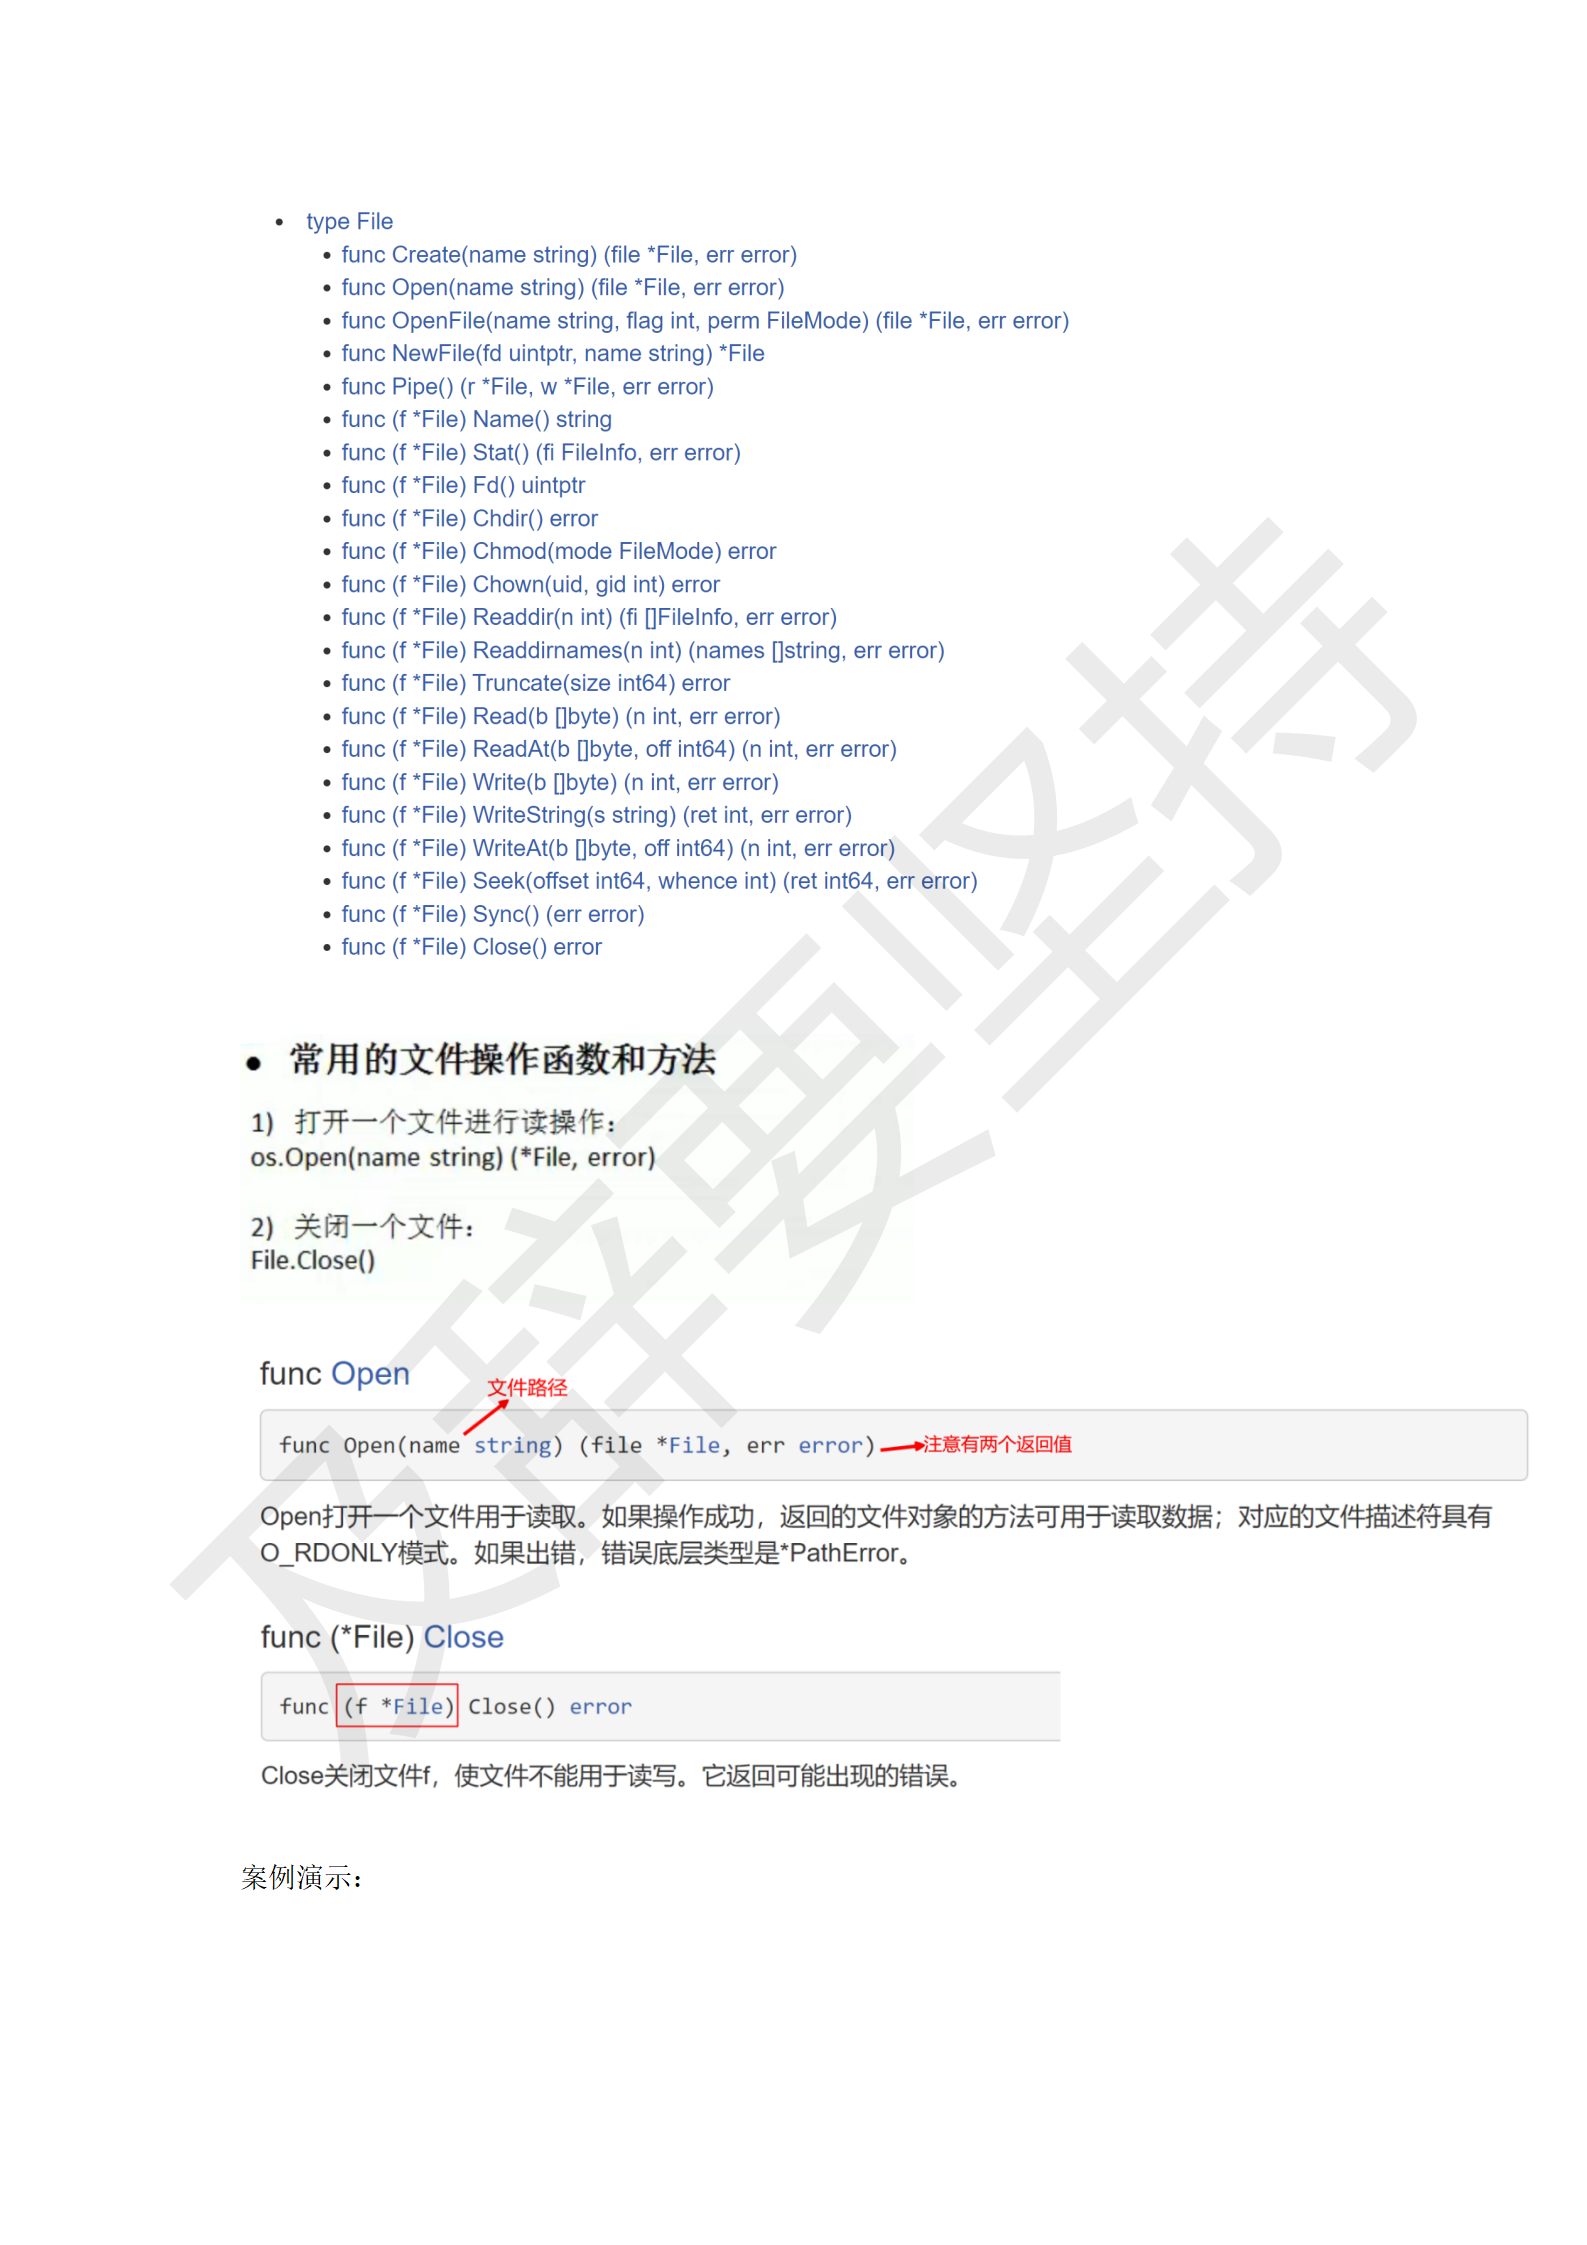 • type File
• func Create(name string) (file *File, err error)
• func Open(name string) (file *File, err error)
• func OpenFile(name string, flag int, perm FileMode) (file *File, err error)
• func NewFile(fd uintptr, name string) *File
• func Pipe() (r *File, w *File, err error)
• func (f *File) Name() string
• func (f *File) Stat() (fi FileInfo, err error)
• func (f *File) Fd() uintptr
• func (f *File) Chdir() error
• func (f *File) Chmod(mode FileMode) error
• func (f *File) Chown(uid, gid int) error
• func (f *File) Readdir(n int) (fi []FileInfo, err error)
• func (f *File) Readdirnames(n int) (names []string, err error)
• func (f *File) Truncate(size int64) error
• func (f *File) Read(b []byte) (n int, err error)
• func (f *File) ReadAt(b []byte, off int64) (n int, err error)
• func (f *File) Write(b []byte) (n int, err error)
• func (f *File) WriteString(s string) (ret int, err error)
• func (f *File) WriteAt(b []byte, off int64) (n int, err error)
• func (f *File) Seek(offset int64, whence int) (ret int64, err error)
• func (f *File) Sync() (err error)
• func (f *File) Close() error
● 常用的文件操作函数和方法
1) 打开一个文件进行读操作：
os.Open(name string) (*File, error)
2) 关闭一个文件：
File.Close()
func Open
文件路径
func Open(name string) (file *File, err error)
注意有两个返回值
Open打开一个文件用于读取。如果操作成功，返回的文件对象的方法可用于读取数据；对应的文件描述符具有
O_RDONLY模式。如果出错，错误底层类型是*PathError。
func (*File) Close
func (f *File) Close() error
Close关闭文件f，使文件不能用于读写。它返回可能出现的错误。
案例演示：
及辞要坚持